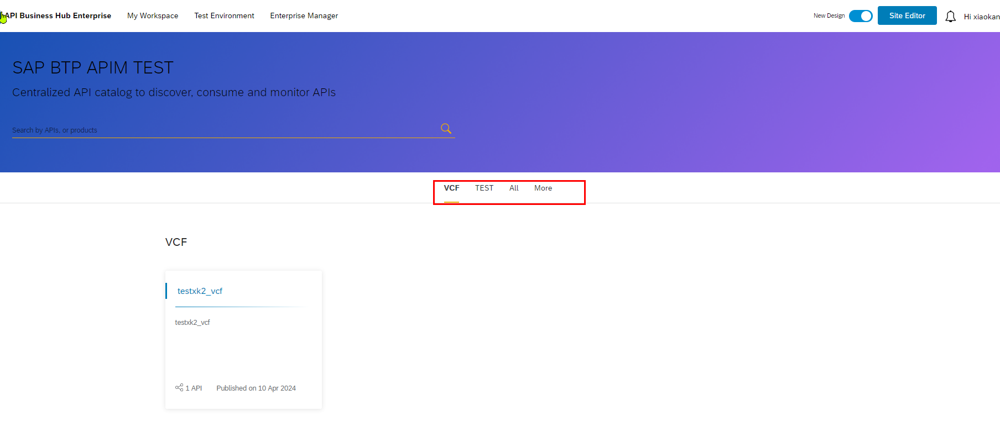 API Business Hub Enterprise My Workspace Test Environment Enterprise Manager New Design Site Editor Hi xiaokan
SAP BTP APIM TEST
Centralized API catalog to discover, consume and monitor APIs
Search by APIs, or products
VCF TEST All More
VCF
testxk2_vcf
testxk2_vcf
1 API Published on 10 Apr 2024